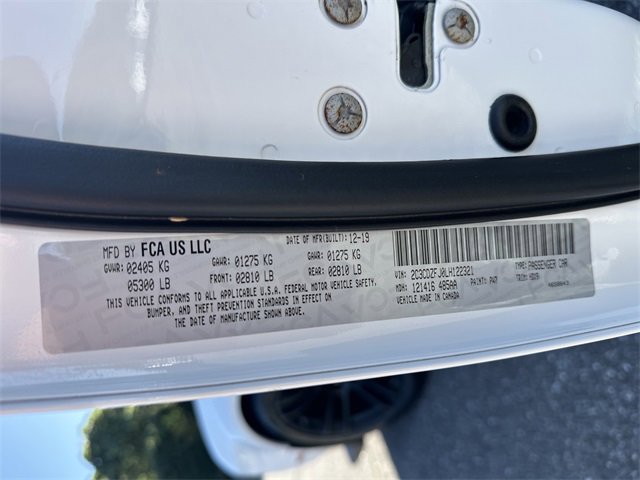 MFD BY FCA US LLC
DATE OF MFR(BUILT): 12-19
GVWR: 02405 KG
GAWR: 01275 KG
GAWR: 01275 KG
05300 LB
FRONT: 02810 LB
REAR: 02810 LB
THIS VEHICLE CONFORMS TO ALL APPLICABLE U.S.A. FEDERAL MOTOR VEHICLE SAFETY,
BUMPER, AND THEFT PREVENTION STANDARDS IN EFFECT ON
THE DATE OF MANUFACTURE SHOWN ABOVE
VIN: 2C3CDZFJ0LH122321
TYPE: PASSENGER CAR
MDH: 121416 485AA
PAINT: PW7
TRIM:
VEHICLE MADE IN CANADA